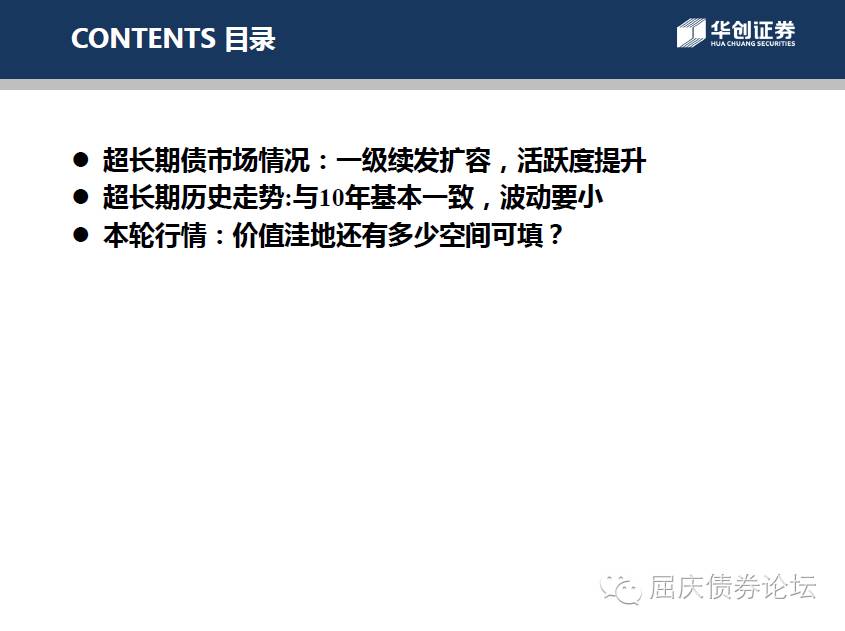 CONTENTS 目录
华创证券
HUA CHUANG SECURITIES
● 超长期债市场情况：一级续发扩容，活跃度提升
● 超长期历史走势:与10年基本一致，波动要小
● 本轮行情：价值洼地还有多少空间可填？
屈庆债券论坛